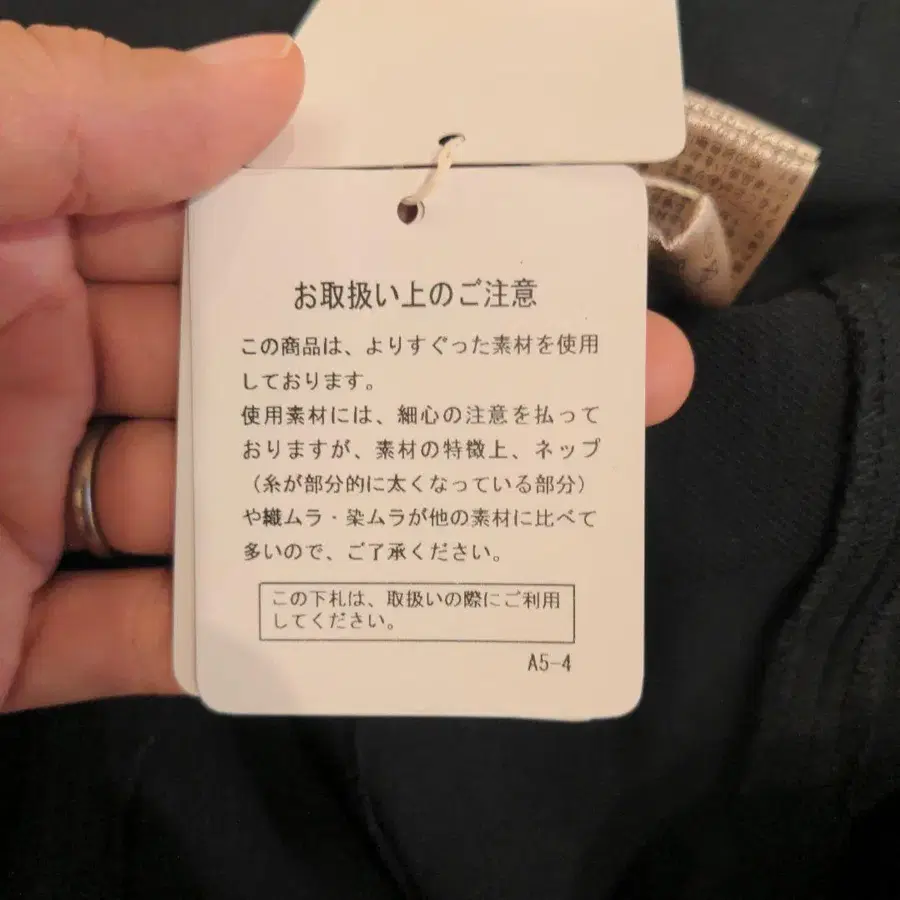 お取扱い上のご注意
この商品は、よりすぐった素材を使用
しております。
使用素材には、細心の注意を払って
おりますが、素材の特徴上、ネップ
（糸が部分的に太くなっている部分）
や織ムラ・染ムラが他の素材に比べて
多いので、ご了承ください。
この下札は、取扱いの際にご利用
してください。
A5-4